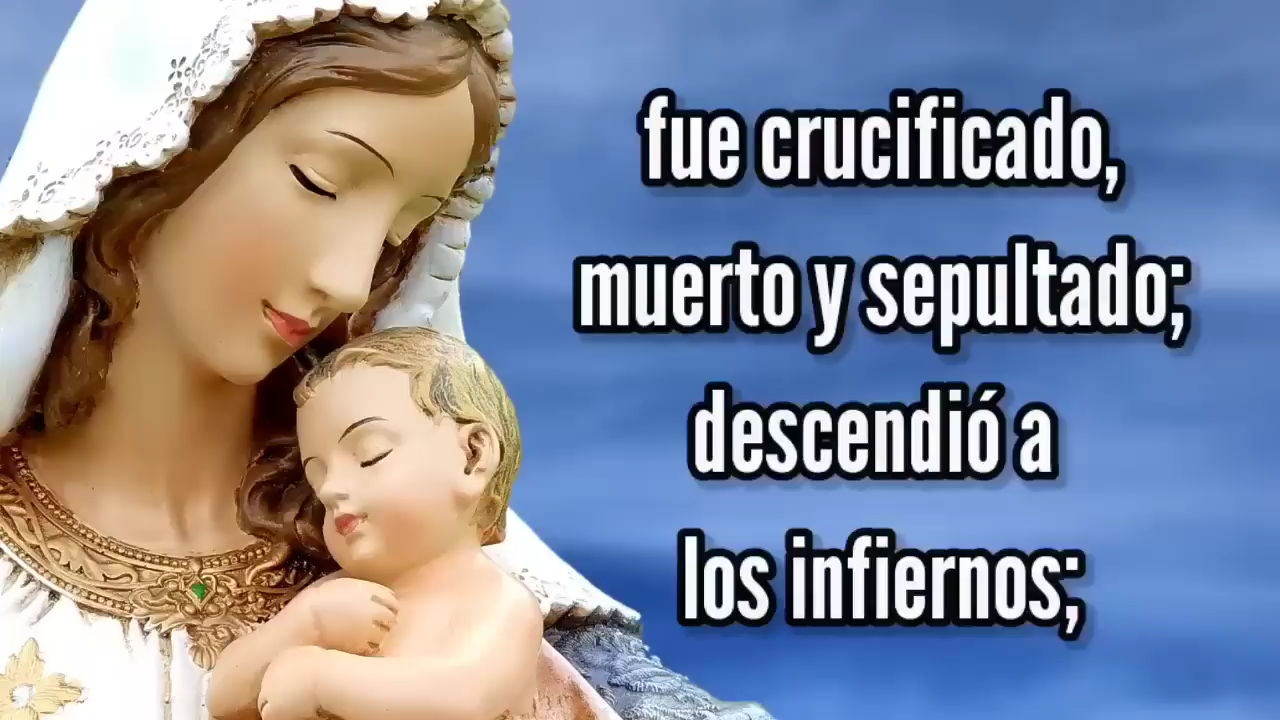 fue crucificado,
muerto y sepultado;
descendió a
los infiernos;